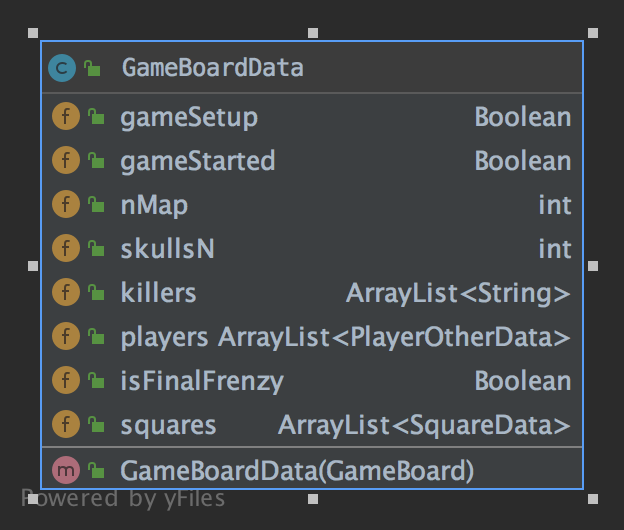 GameBoardData
gameSetup Boolean
gameStarted Boolean
nMap int
skullsN int
killers ArrayList<String>
players ArrayList<PlayerOtherData>
isFinalFrenzy Boolean
squares ArrayList<SquareData>
GameBoardData(GameBoard)
Powered by yFiles